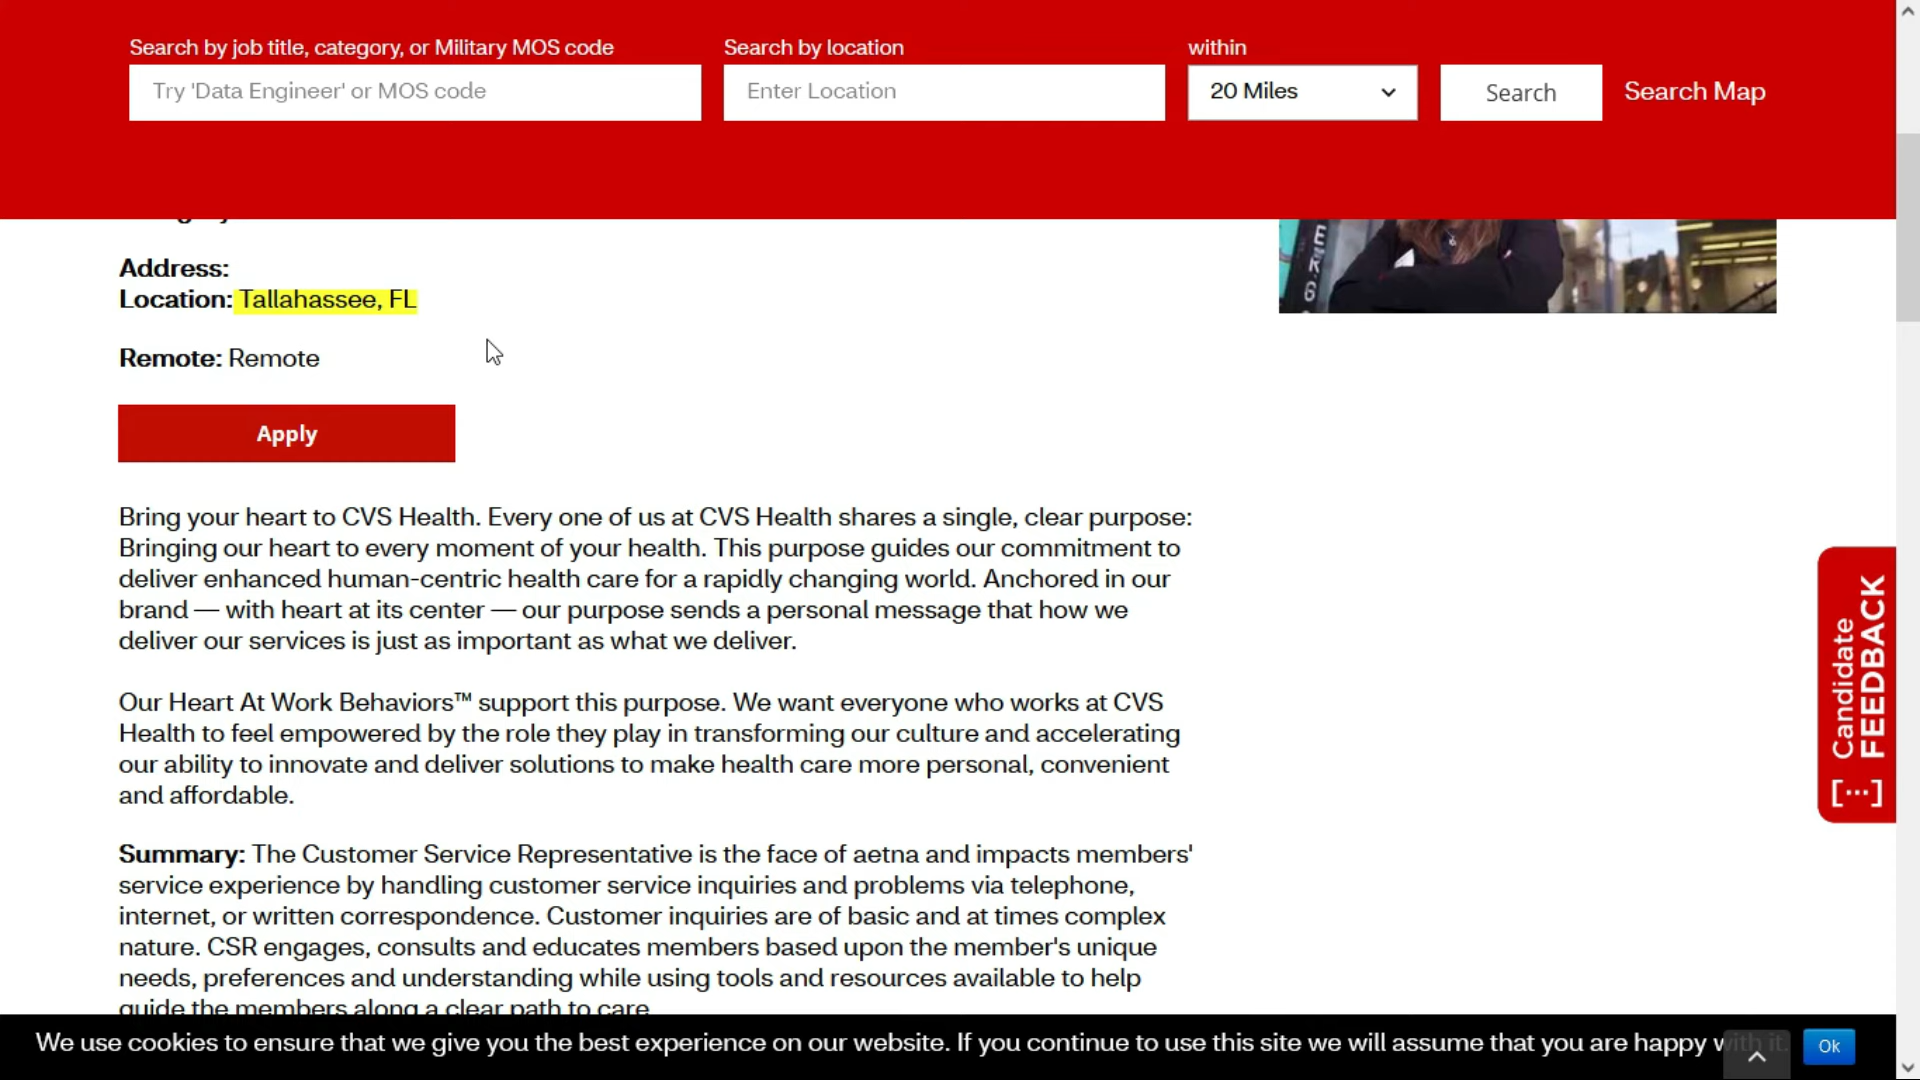 Search by job title, category, or Military MOS code
Search by location
within
Try 'Data Engineer' or MOS code
Enter Location
20 Miles
Search
Search Map
Address:
Location: Tallahassee, FL
Remote: Remote
Apply
Bring your heart to CVS Health. Every one of us at CVS Health shares a single, clear purpose:
Bringing our heart to every moment of your health. This purpose guides our commitment to
deliver enhanced human-centric health care for a rapidly changing world. Anchored in our
brand — with heart at its center — our purpose sends a personal message that how we
deliver our services is just as important as what we deliver.
Our Heart At Work Behaviors™ support this purpose. We want everyone who works at CVS
Health to feel empowered by the role they play in transforming our culture and accelerating
our ability to innovate and deliver solutions to make health care more personal, convenient
and affordable.
Summary: The Customer Service Representative is the face of aetna and impacts members'
service experience by handling customer service inquiries and problems via telephone,
internet, or written correspondence. Customer inquiries are of basic and at times complex
nature. CSR engages, consults and educates members based upon the member's unique
needs, preferences and understanding while using tools and resources available to help
guide the members along a clear path to care
Candidate
FEEDBACK
[...]
We use cookies to ensure that we give you the best experience on our website. If you continue to use this site we will assume that you are happy with it.
Ok